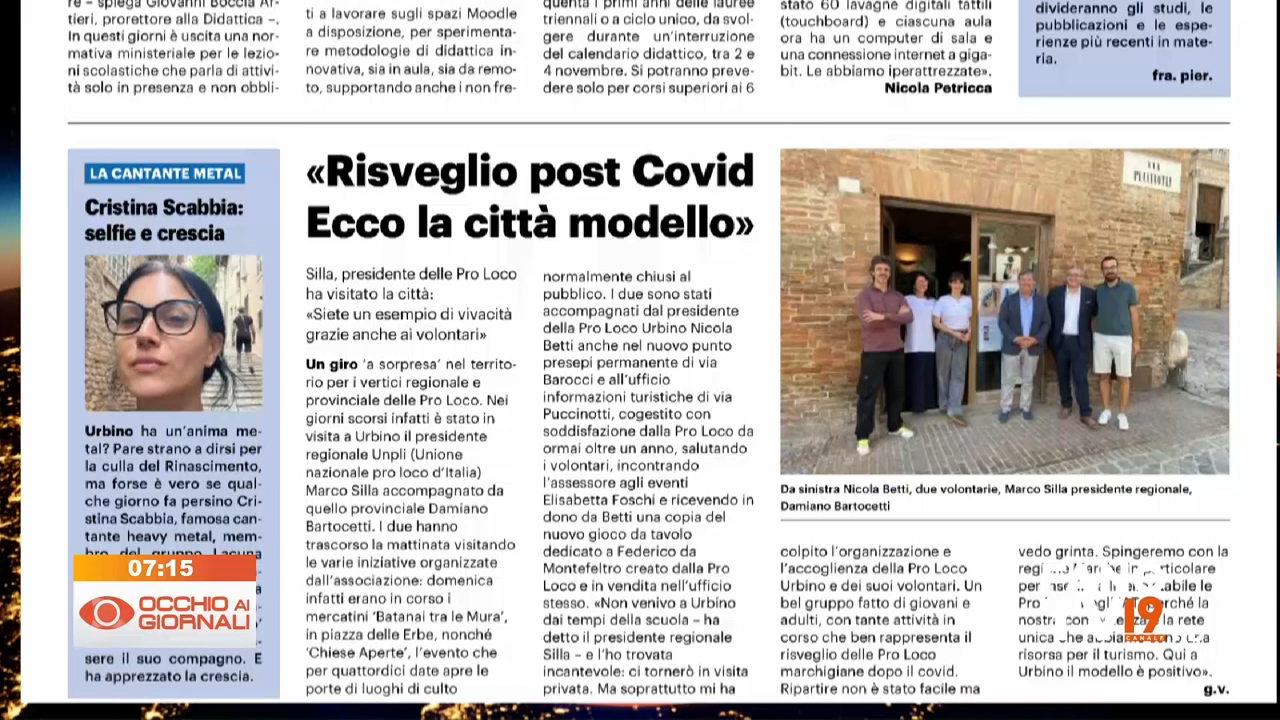 re – spiega Giovanni Boccia Ar-
tieri, prorettore alla Didattica –.
In questi giorni è uscita una nor-
mativa ministeriale per le lezio-
ni scolastiche che parla di attivi-
tà solo in presenza e non obbli-
ti a lavorare sugli spazi Moodle
a disposizione, per sperimenta-
re metodologie di didattica in-
novativa, sia in aula, sia da remo-
to, supportando anche i non fre-
quenta i primi anni delle lauree
triennali o a ciclo unico, da svol-
gere durante un'interruzione
del calendario didattico, tra 2 e
4 novembre. Si potranno preve-
dere solo per corsi superiori ai 6
stato 60 lavagne digitali tattili
(touchboard) e ciascuna aula
ora ha un computer di sala e
una connessione internet a giga-
bit. Le abbiamo iperattrezzate».
Nicola Petricca
divideranno gli studi, le
pubblicazioni e le espe-
rienze più recenti in mate-
ria.
fra. pier.
LA CANTANTE METAL
Cristina Scabbia:
selfie e crescia
Urbino ha un'anima me-
tal? Pare strano a dirsi per
la culla del Rinascimento,
ma forse è vero se qual-
che giorno fa persino Cri-
stina Scabbia, famosa can-
tante heavy metal, mem-
bro del gruppo Lacuna
sere il suo compagno. E
ha apprezzato la crescia.
«Risveglio post Covid
Ecco la città modello»
Silla, presidente delle Pro Loco
ha visitato la città:
«Siete un esempio di vivacità
grazie anche ai volontari»
Un giro 'a sorpresa' nel territo-
rio per i vertici regionale e
provinciale delle Pro Loco. Nei
giorni scorsi infatti è stato in
visita a Urbino il presidente
regionale Unpli (Unione
nazionale pro loco d'Italia)
Marco Silla accompagnato da
quello provinciale Damiano
Bartocetti. I due hanno
trascorso la mattinata visitando
le varie iniziative organizzate
dall'associazione: domenica
infatti erano in corso i
mercatini 'Batanai tra le Mura',
in piazza delle Erbe, nonché
'Chiese Aperte', l'evento che
per quattordici date apre le
porte di luoghi di culto
normalmente chiusi al
pubblico. I due sono stati
accompagnati dal presidente
della Pro Loco Urbino Nicola
Betti anche nel nuovo punto
presepi permanente di via
Barocci e all'ufficio
informazioni turistiche di via
Puccinotti, cogestito con
soddisfazione dalla Pro Loco da
ormai oltre un anno, salutando
i volontari, incontrando
l'assessore agli eventi
Elisabetta Foschi e ricevendo in
dono da Betti una copia del
nuovo gioco da tavolo
dedicato a Federico da
Montefeltro creato dalla Pro
Loco e in vendita nell'ufficio
stesso. «Non venivo a Urbino
dai tempi della scuola – ha
detto il presidente regionale
Silla – e l'ho trovata
incantevole: ci tornerò in visita
privata. Ma soprattutto mi ha
Da sinistra Nicola Betti, due volontarie, Marco Silla presidente regionale,
Damiano Bartocetti
colpito l'organizzazione e
l'accoglienza della Pro Loco
Urbino e dei suoi volontari. Un
bel gruppo fatto di giovani e
adulti, con tante attività in
corso che ben rappresenta il
risveglio delle Pro Loco
marchigiane dopo il covid.
Ripartire non è stato facile ma
vedo grinta. Spingeremo con la
Pro
nostra con la rete
unica che
risorsa per il turismo. Qui a
Urbino il modello è positivo».
g.v.
07:15
OCCHIO AI
GIORNALI
19
CANALE